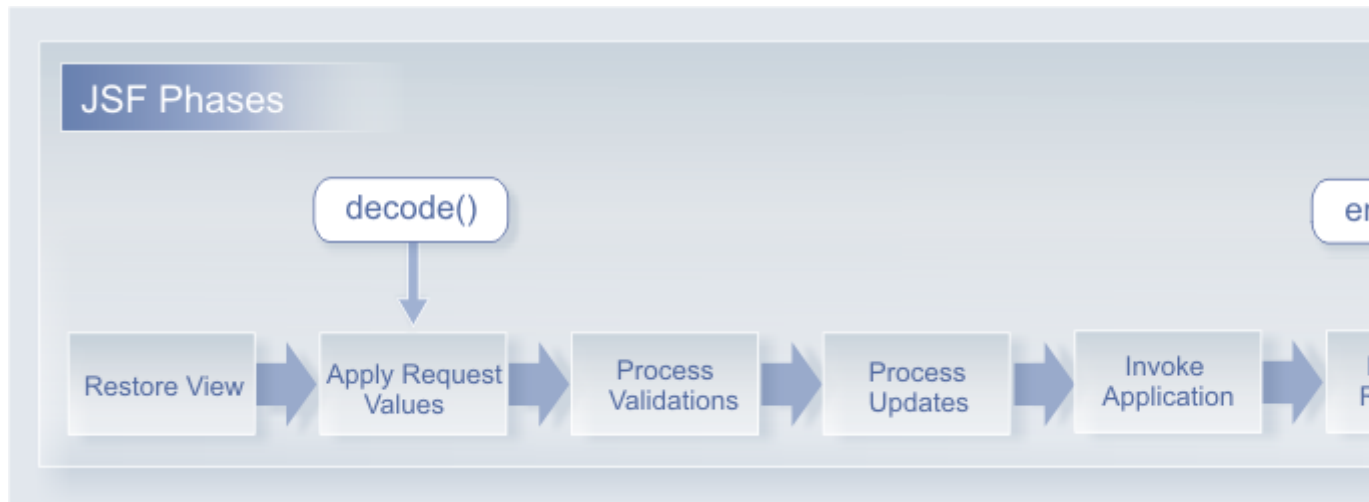 JSF Phases
decode()
Restore View
Apply Request
Values
Process
Validations
Process
Updates
Invoke
Application